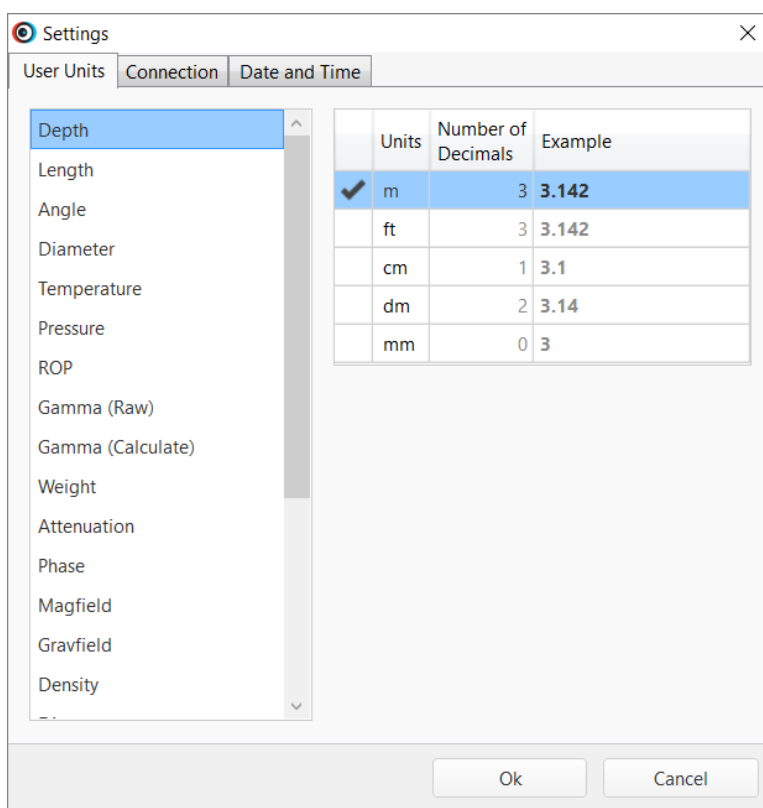 Settings
User Units Connection Date and Time
Depth
Length
Angle
Diameter
Temperature
Pressure
ROP
Gamma (Raw)
Gamma (Calculate)
Weight
Attenuation
Phase
Magfield
Gravfield
Density
Units Number of Decimals Example
m 3 3.142
ft 3 3.142
cm 1 3.1
dm 2 3.14
mm 0 3
Ok Cancel